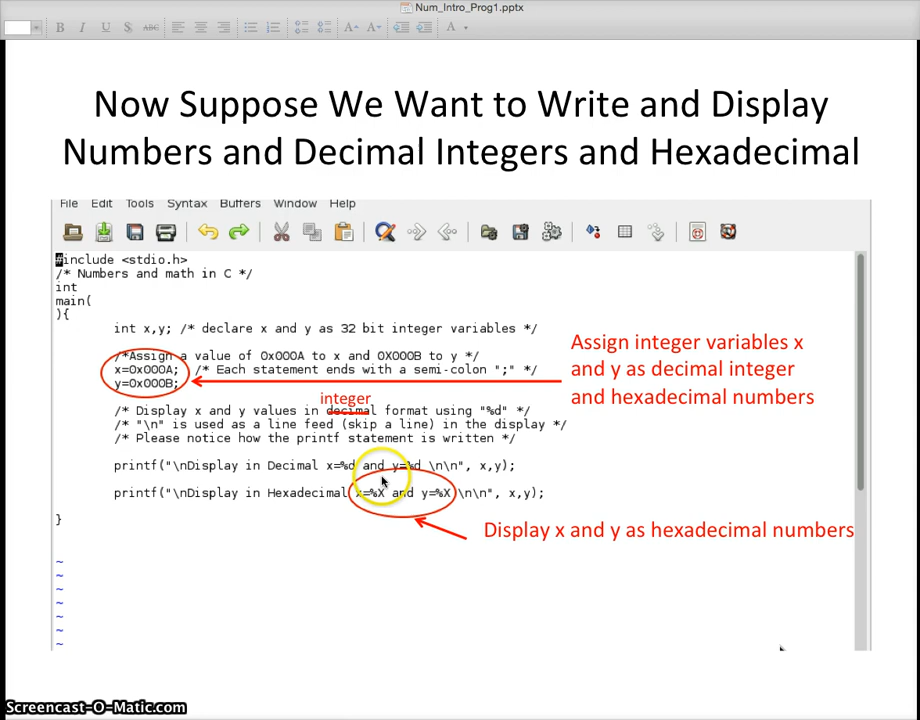 Num_Intro_Prog1.pptx
B I U S ABC A A A
Now Suppose We Want to Write and Display
Numbers and Decimal Integers and Hexadecimal
File Edit Tools Syntax Buffers Window Help
#include <stdio.h>
/* Numbers and math in C */
int
main(
){
int x,y; /* declare x and y as 32 bit integer variables */
/*Assign a value of 0x000A to x and 0X000B to y */
x=0x000A; /* Each statement ends with a semi-colon ";" */
y=0x000B;
Assign integer variables x
and y as decimal integer
and hexadecimal numbers
integer
/* Display x and y values in decimal format using "%d" */
/* "\n" is used as a line feed (skip a line) in the display */
/* Please notice how the printf statement is written */
printf("\nDisplay in Decimal x=%d and y=%d \n\n", x,y);
printf("\nDisplay in Hexadecimal x=%X and y=%X \n\n", x,y);
}
Display x and y as hexadecimal numbers
~
~
~
~
~
~
~
Screencast-O-Matic.com